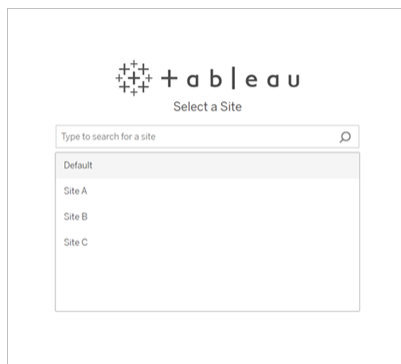 + a b | e a u
Select a Site
Type to search for a site
Default
Site A
Site B
Site C